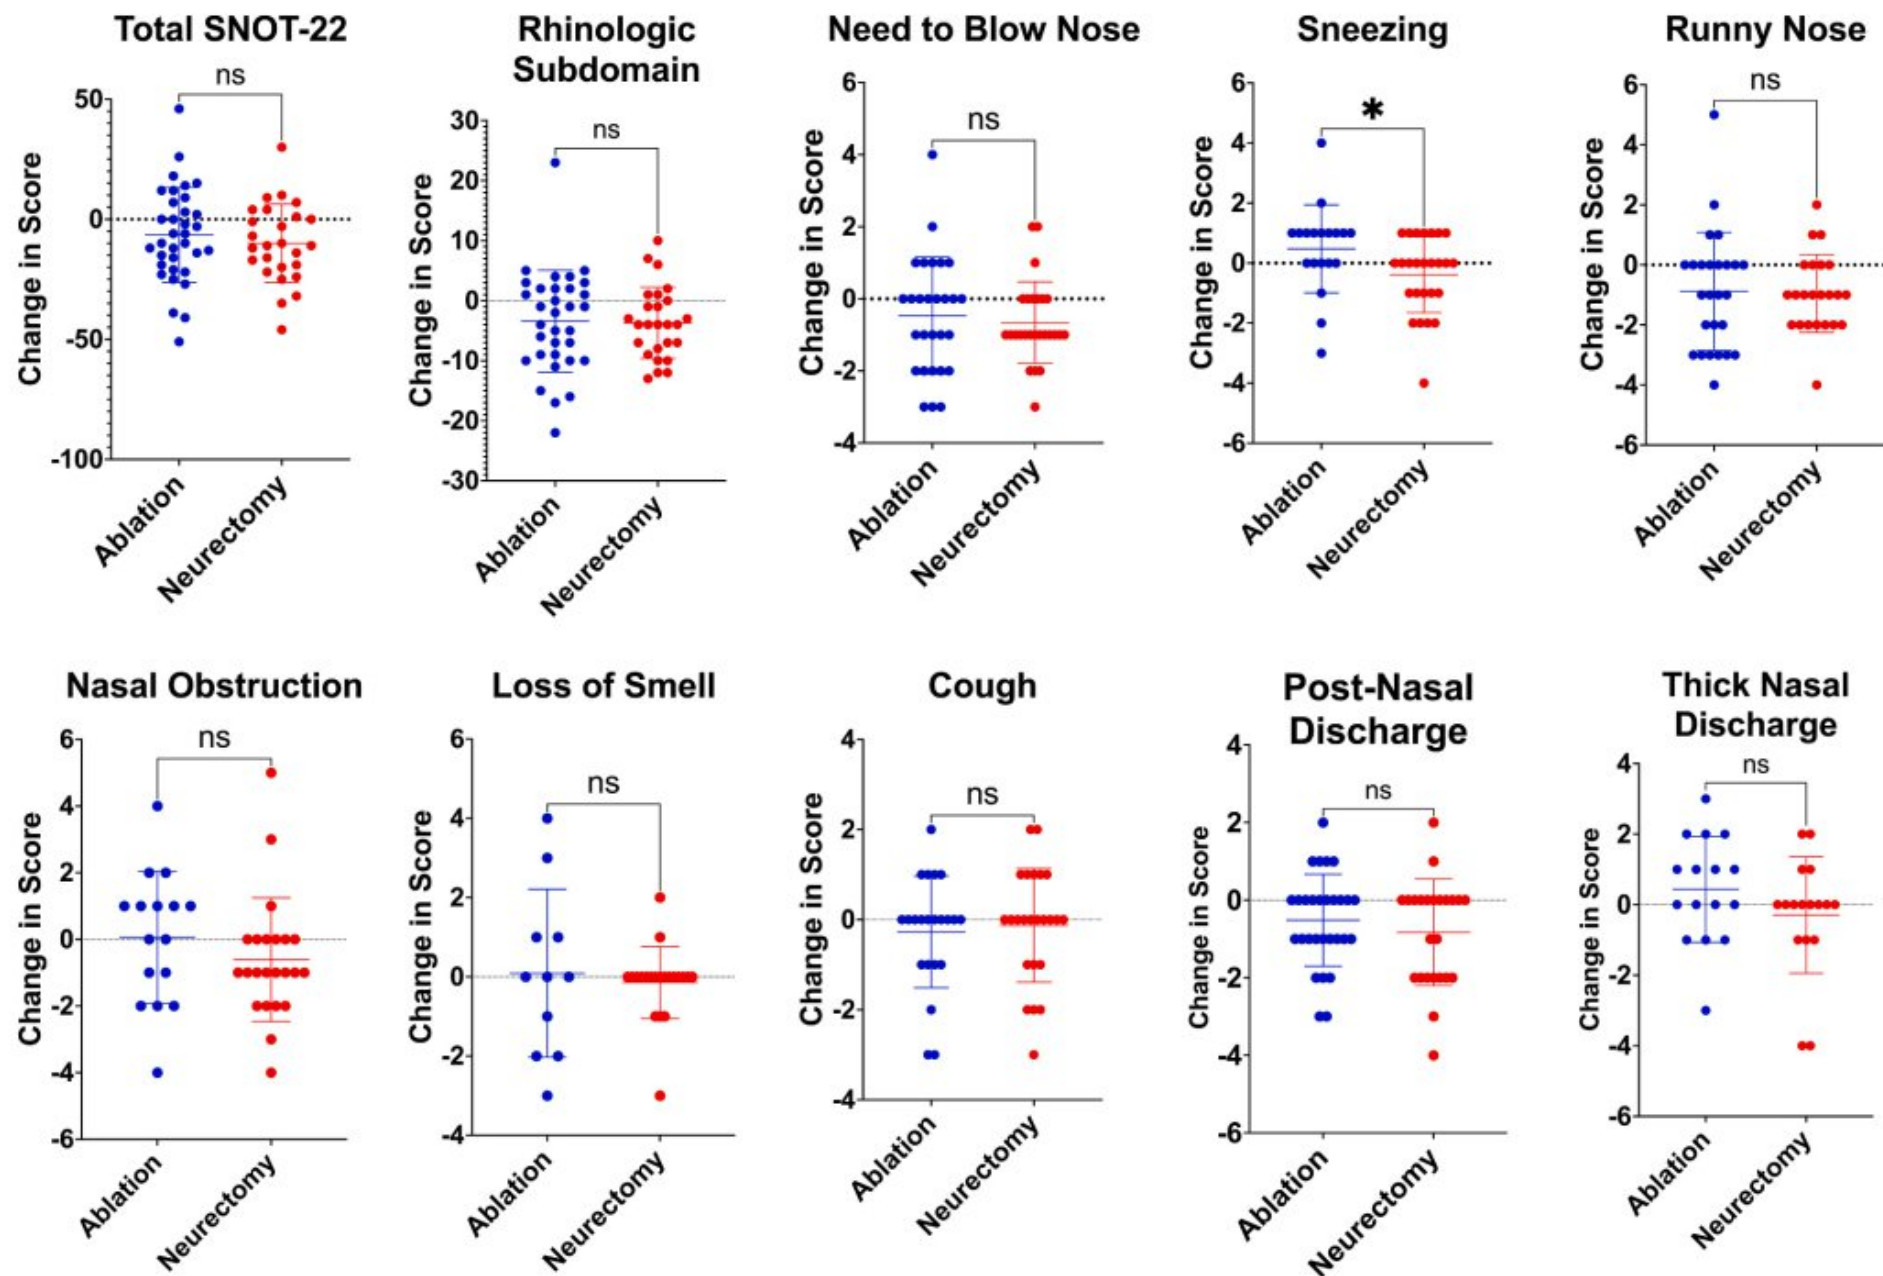 Total SNOT-22
ns
50
0
-50
-100
Change in Score
Ablation
Neurectomy
Rhinologic
Subdomain
ns
30
20
10
0
-10
-20
-30
Change in Score
Ablation
Neurectomy
Need to Blow Nose
ns
6
4
2
0
-2
-4
Change in Score
Ablation
Neurectomy
Sneezing
*
6
4
2
0
-2
-4
-6
Change in Score
Ablation
Neurectomy
Runny Nose
ns
6
4
2
0
-2
-4
-6
Change in Score
Ablation
Neurectomy
Nasal Obstruction
ns
6
4
2
0
-2
-4
-6
Change in Score
Ablation
Neurectomy
Loss of Smell
ns
6
4
2
0
-2
-4
Change in Score
Ablation
Neurectomy
Cough
ns
4
2
0
-2
-4
Change in Score
Ablation
Neurectomy
Post-Nasal
Discharge
ns
4
2
0
-2
-4
-6
Change in Score
Ablation
Neurectomy
Thick Nasal
Discharge
ns
4
2
0
-2
-4
-6
Change in Score
Ablation
Neurectomy